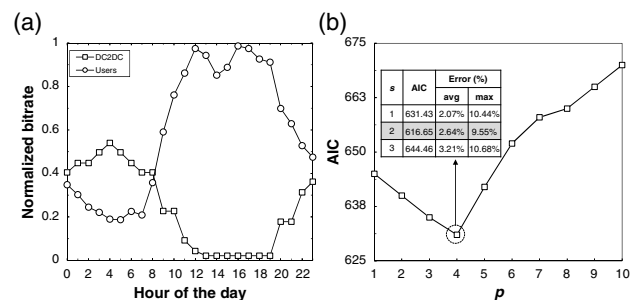 (a)
DC2DC
Users
Normalized bitrate
1
0.8
0.6
0.4
0.2
0
0 2 4 6 8 10 12 14 16 18 20 22
Hour of the day
(b)
AIC
675
663
650
638
625
s AIC Error (%)
avg max
1 631.43 2.07% 10.44%
2 616.65 2.64% 9.55%
3 644.46 3.21% 10.68%
1 2 3 4 5 6 7 8 9 10
p